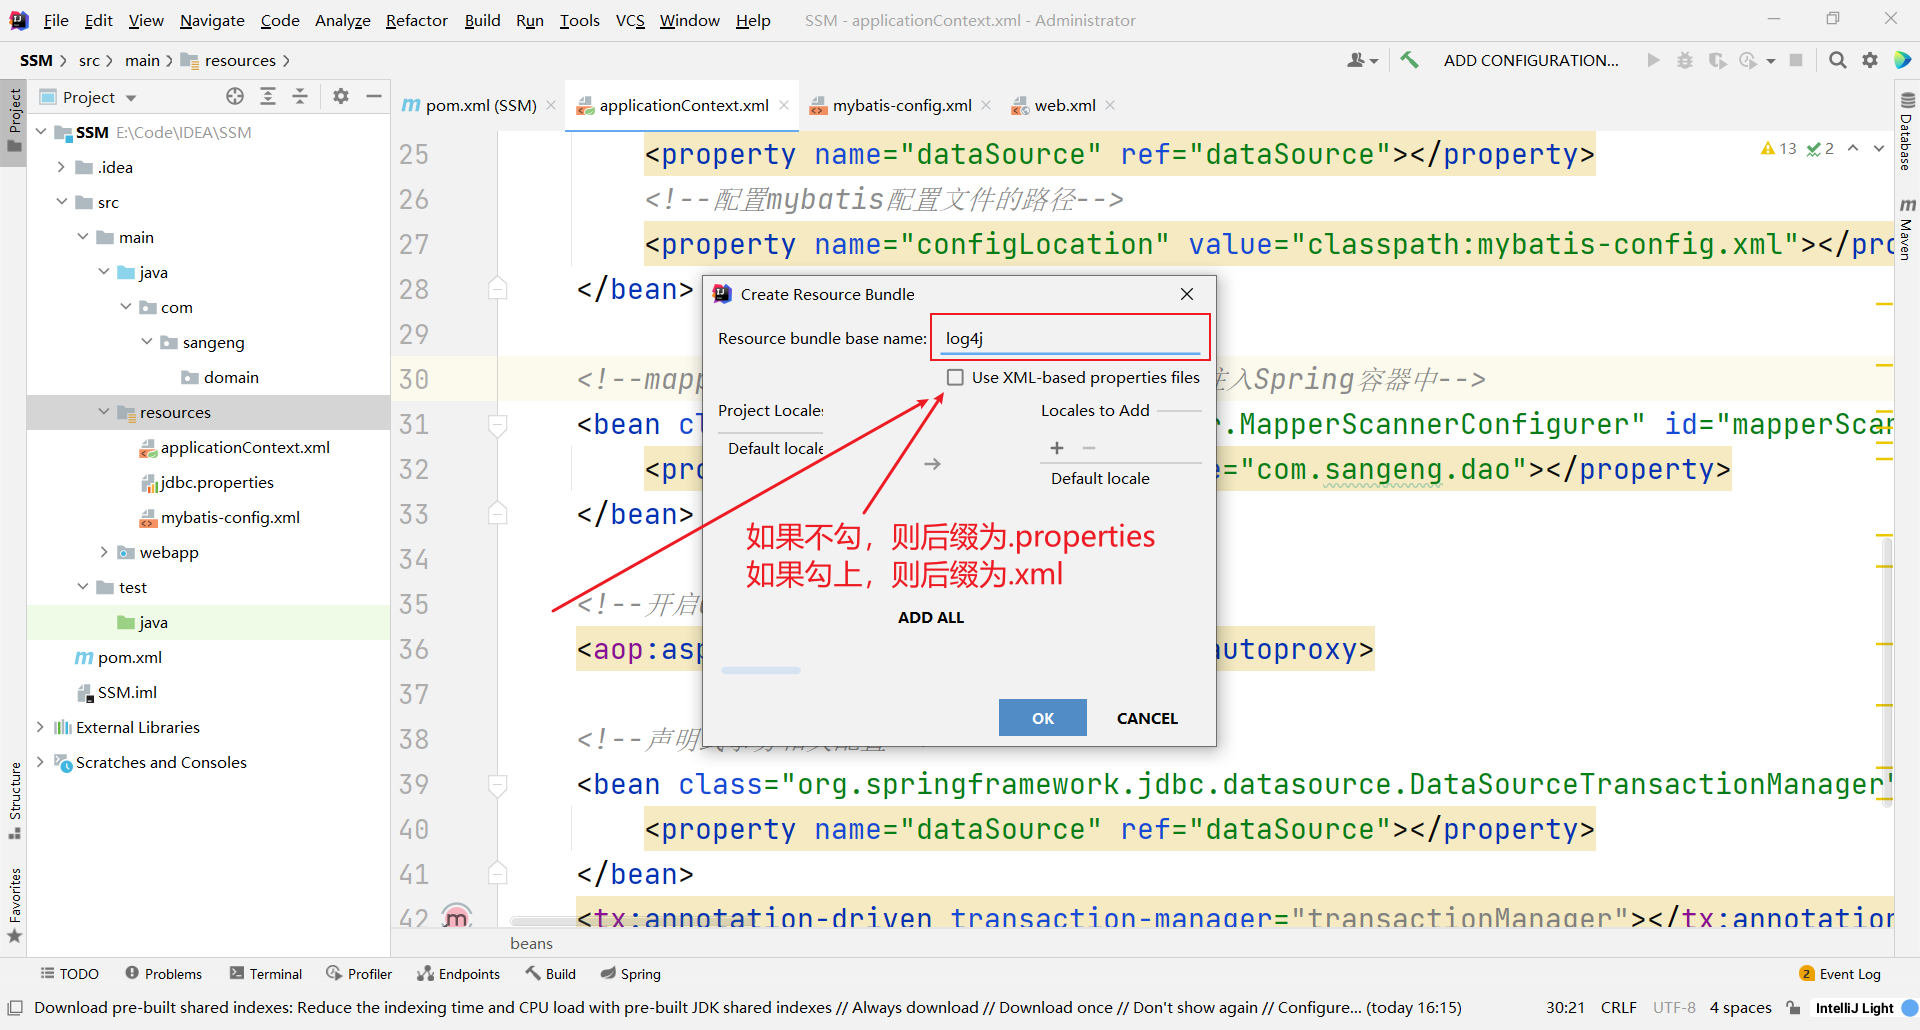 File Edit View Navigate Code Analyze Refactor Build Run Tools VCS Window Help SSM - applicationContext.xml - Administrator
SSM src main resources ADD CONFIGURATION...
Project
pom.xml (SSM) applicationContext.xml mybatis-config.xml web.xml
Project
SSM E:\Code\IDEA\SSM
.idea
src
main
java
com
sangeng
domain
resources
applicationContext.xml
jdbc.properties
mybatis-config.xml
webapp
test
java
pom.xml
SSM.iml
External Libraries
Scratches and Consoles
Structure
Favorites
Database
Maven
13 2
25 <property name="dataSource" ref="dataSource"></property>
26 <!--配置mybatis配置文件的路径-->
27 <property name="configLocation" value="classpath:mybatis-config.xml"></pro
28 </bean>
29
30 <!--mapp 注入Spring容器中-->
31 <bean cl r.MapperScannerConfigurer" id="mapperScan
32 <pro e="com.sangeng.dao"></property>
33 </bean>
34
35 <!--开启
36 <aop:asp autoproxy>
37
38 <!--声明
39 <bean class="org.springframework.jdbc.datasource.DataSourceTransactionManager"
40 <property name="dataSource" ref="dataSource"></property>
41 </bean>
42 <tx:annotation-driven transaction-manager="transactionManager"></tx:annotation
Create Resource Bundle
Resource bundle base name: log4j
Use XML-based properties files
Project Locales Locales to Add
Default locale
Default locale
如果不勾，则后缀为.properties
如果勾上，则后缀为.xml
ADD ALL
OK CANCEL
beans
TODO Problems Terminal Profiler Endpoints Build Spring 2 Event Log
Download pre-built shared indexes: Reduce the indexing time and CPU load with pre-built JDK shared indexes // Always download // Download once // Don't show again // Configure... (today 16:15) 30:21 CRLF UTF-8 4 spaces IntelliJ Light